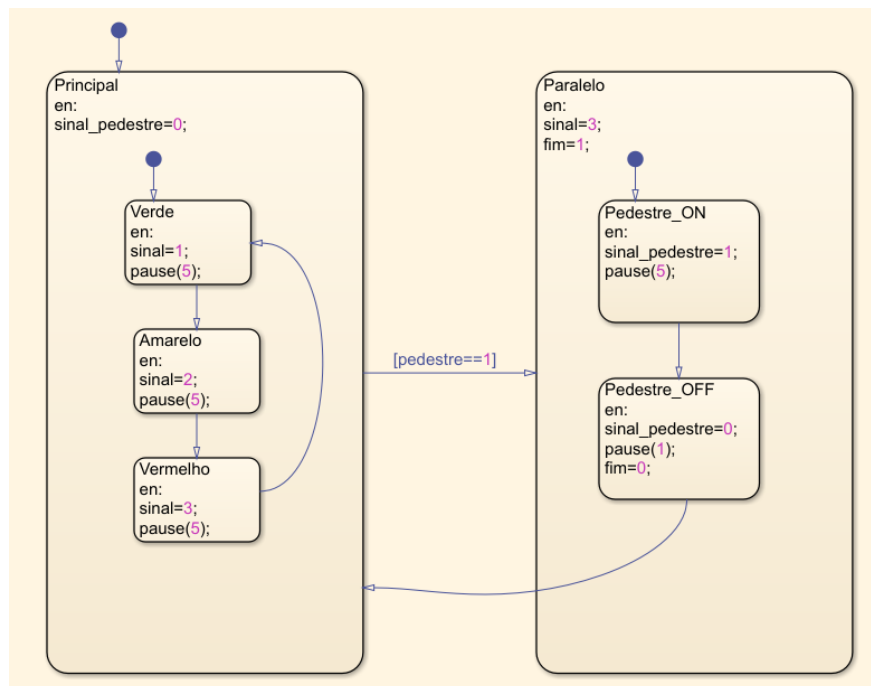 Principal
en:
sinal_pedestre=0;
Verde
en:
sinal=1;
pause(5);
Amarelo
en:
sinal=2;
pause(5);
Vermelho
en:
sinal=3;
pause(5);
[pedestre==1]
Paralelo
en:
sinal=3;
fim=1;
Pedestre_ON
en:
sinal_pedestre=1;
pause(5);
Pedestre_OFF
en:
sinal_pedestre=0;
pause(1);
fim=0;